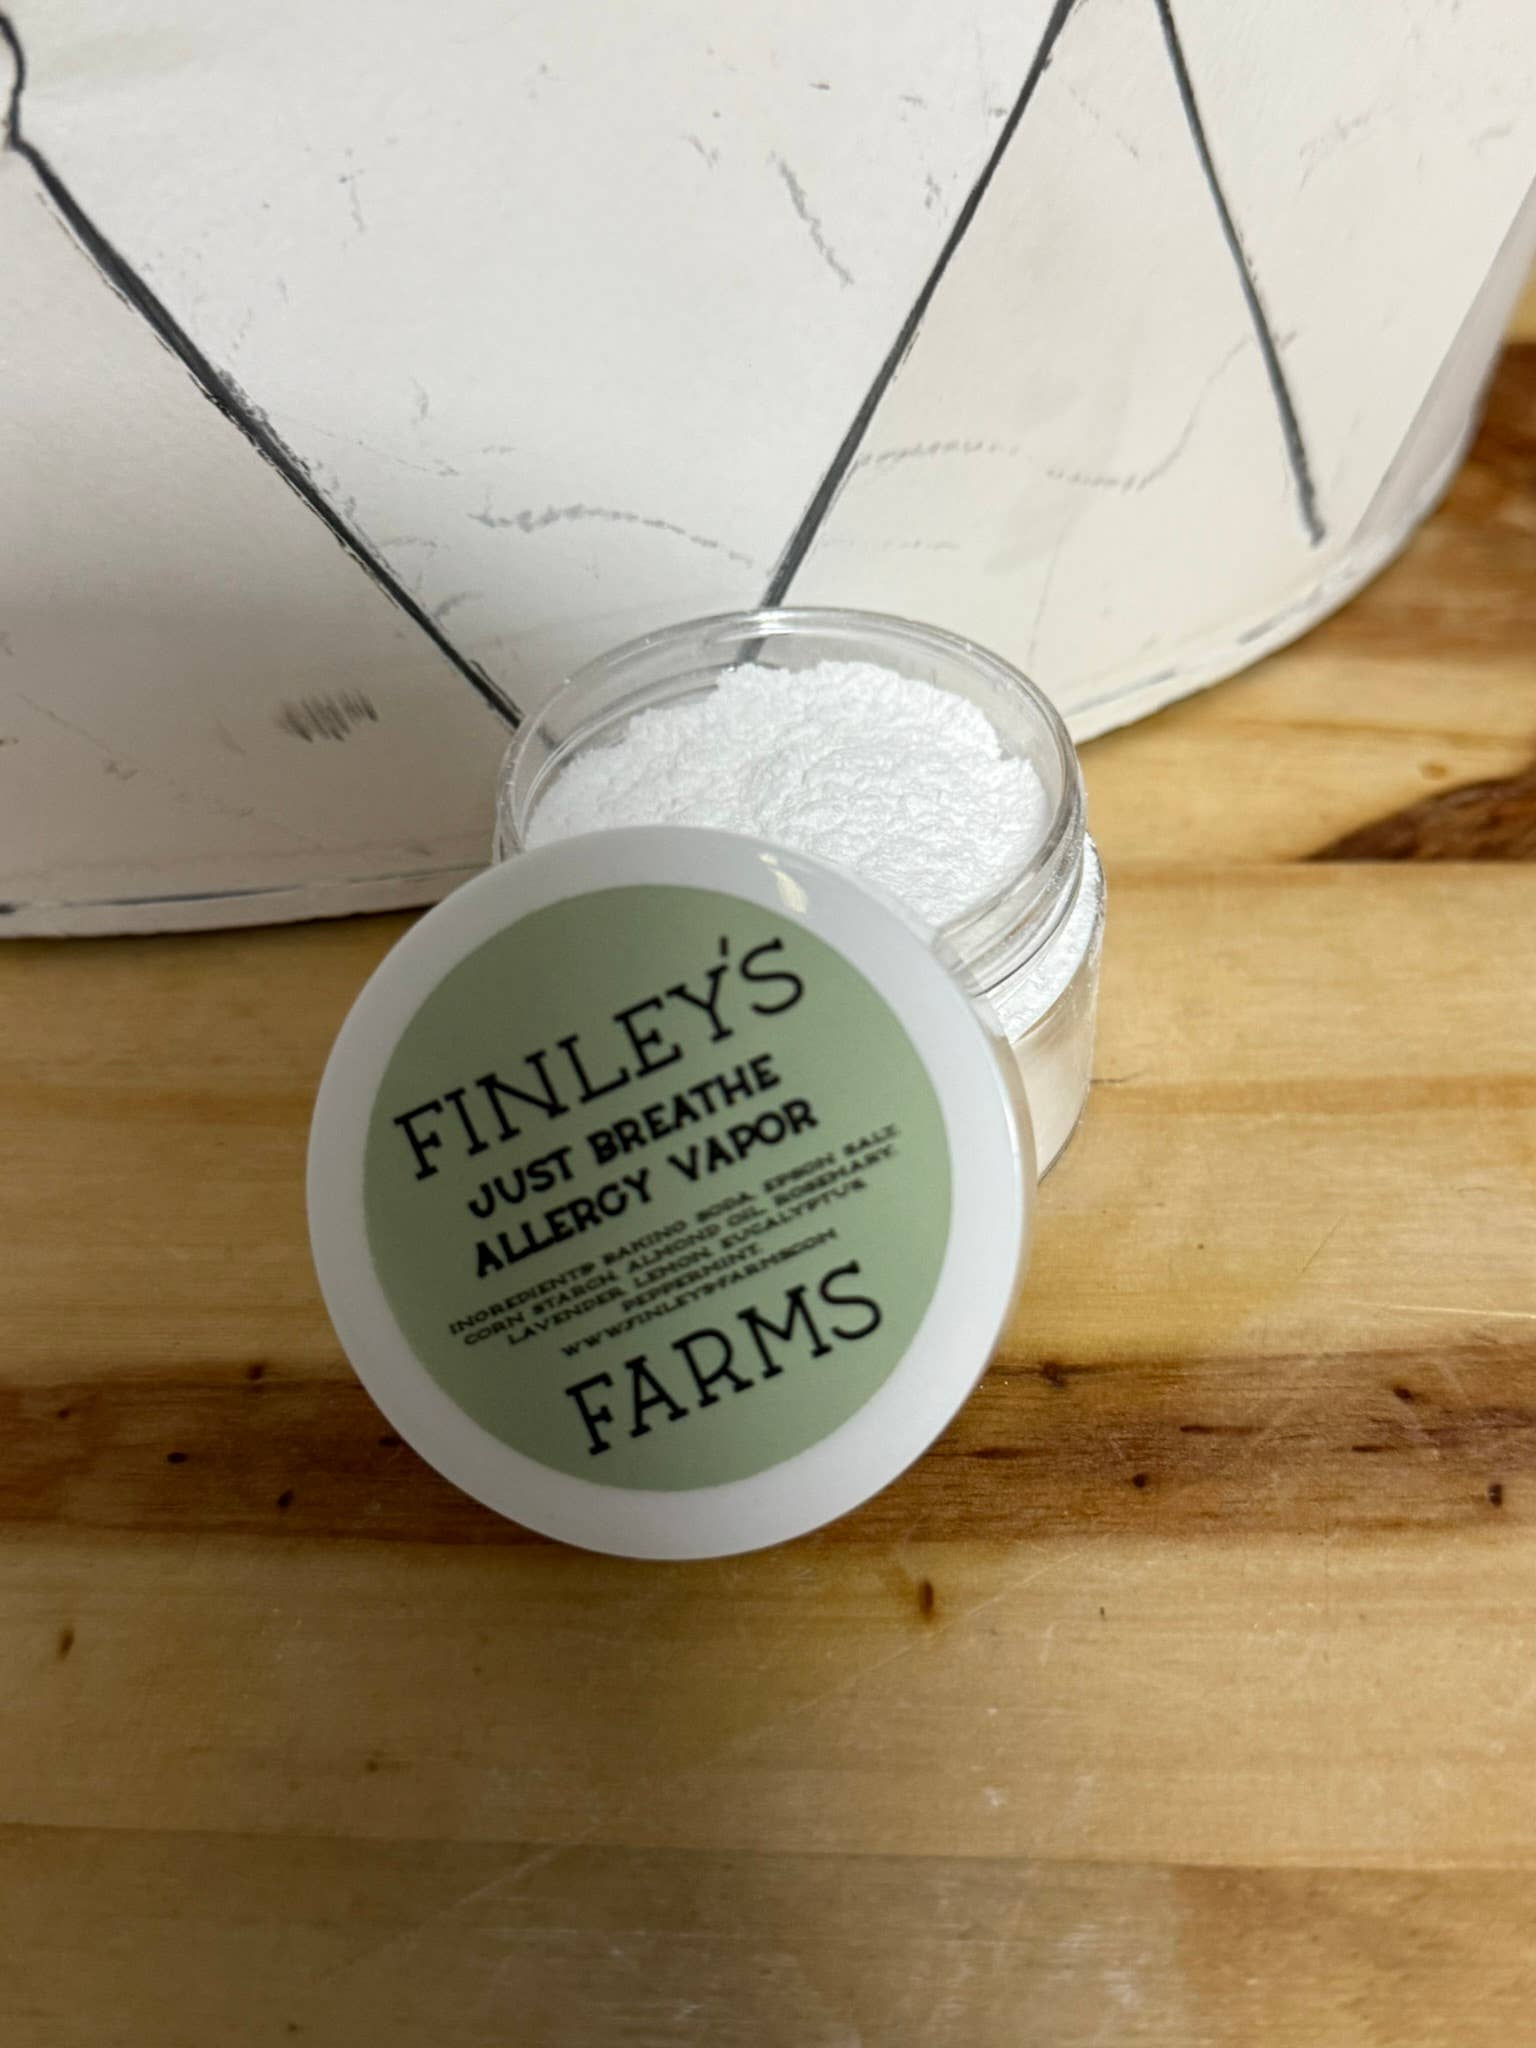 FINLEY'S
JUST BREATHE
ALLERGY VAPOR
INGREDIENTS: BAKING SODA, EPSON SALT,
CORN STARCH, ALMOND OIL, ROSEMARY,
LAVENDER, LEMON, EUCALYPTUS
PEPPERMINT.
WWW.FINLEYSFARMS.COM
FARMS